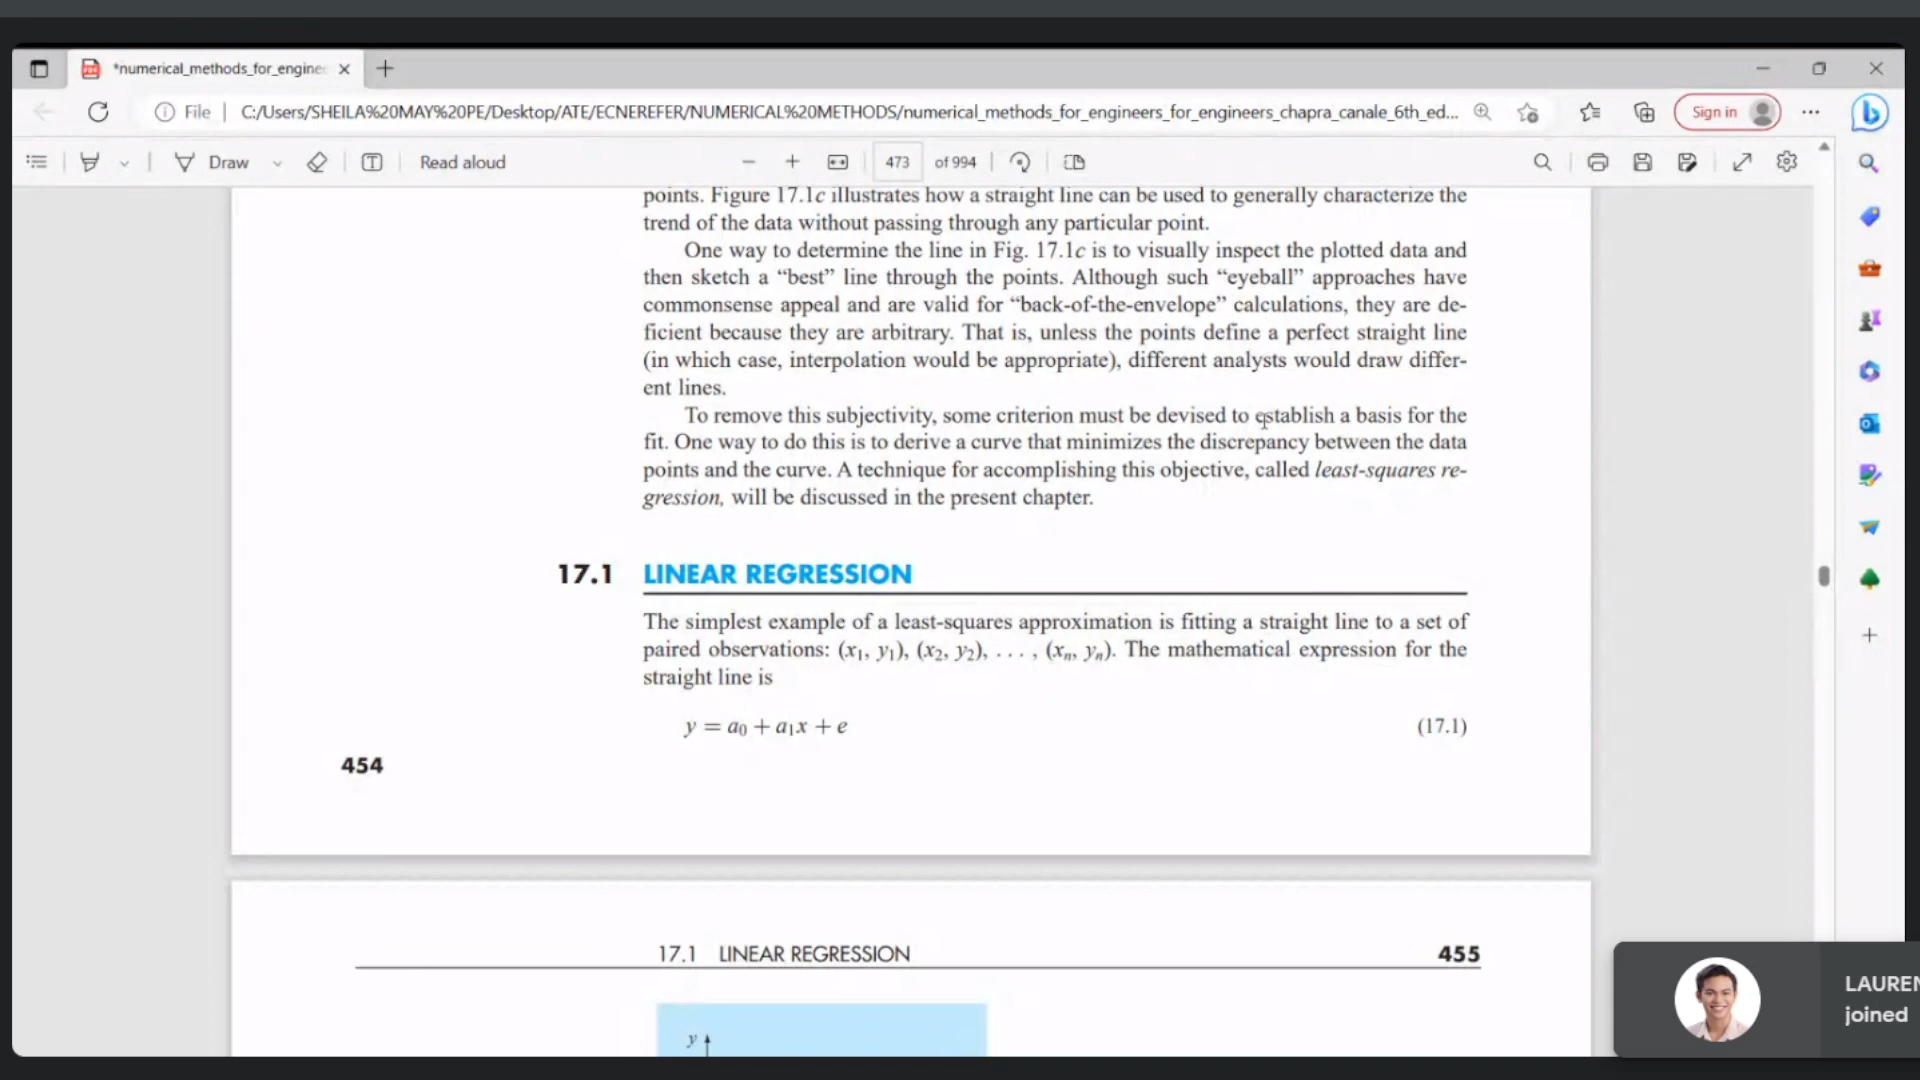 *numerical_methods_for_enginee
File
C:/Users/SHEILA%20MAY%20PE/Desktop/ATE/ECNEREFER/NUMERICAL%20METHODS/numerical_methods_for_engineers_for_engineers_chapra_canale_6th_ed...
Sign in
Draw
Read aloud
473 of 994
points. Figure 17.1c illustrates how a straight line can be used to generally characterize the
trend of the data without passing through any particular point.
One way to determine the line in Fig. 17.1c is to visually inspect the plotted data and
then sketch a “best” line through the points. Although such “eyeball” approaches have
commonsense appeal and are valid for “back-of-the-envelope” calculations, they are de-
ficient because they are arbitrary. That is, unless the points define a perfect straight line
(in which case, interpolation would be appropriate), different analysts would draw differ-
ent lines.
To remove this subjectivity, some criterion must be devised to establish a basis for the
fit. One way to do this is to derive a curve that minimizes the discrepancy between the data
points and the curve. A technique for accomplishing this objective, called least-squares re-
gression, will be discussed in the present chapter.
17.1 LINEAR REGRESSION
The simplest example of a least-squares approximation is fitting a straight line to a set of
paired observations: (x₁, y₁), (x₂, y₂), . . . , (xₙ, yₙ). The mathematical expression for the
straight line is
y = a₀ + a₁x + e (17.1)
454
17.1 LINEAR REGRESSION 455
y
LAUREN
joined